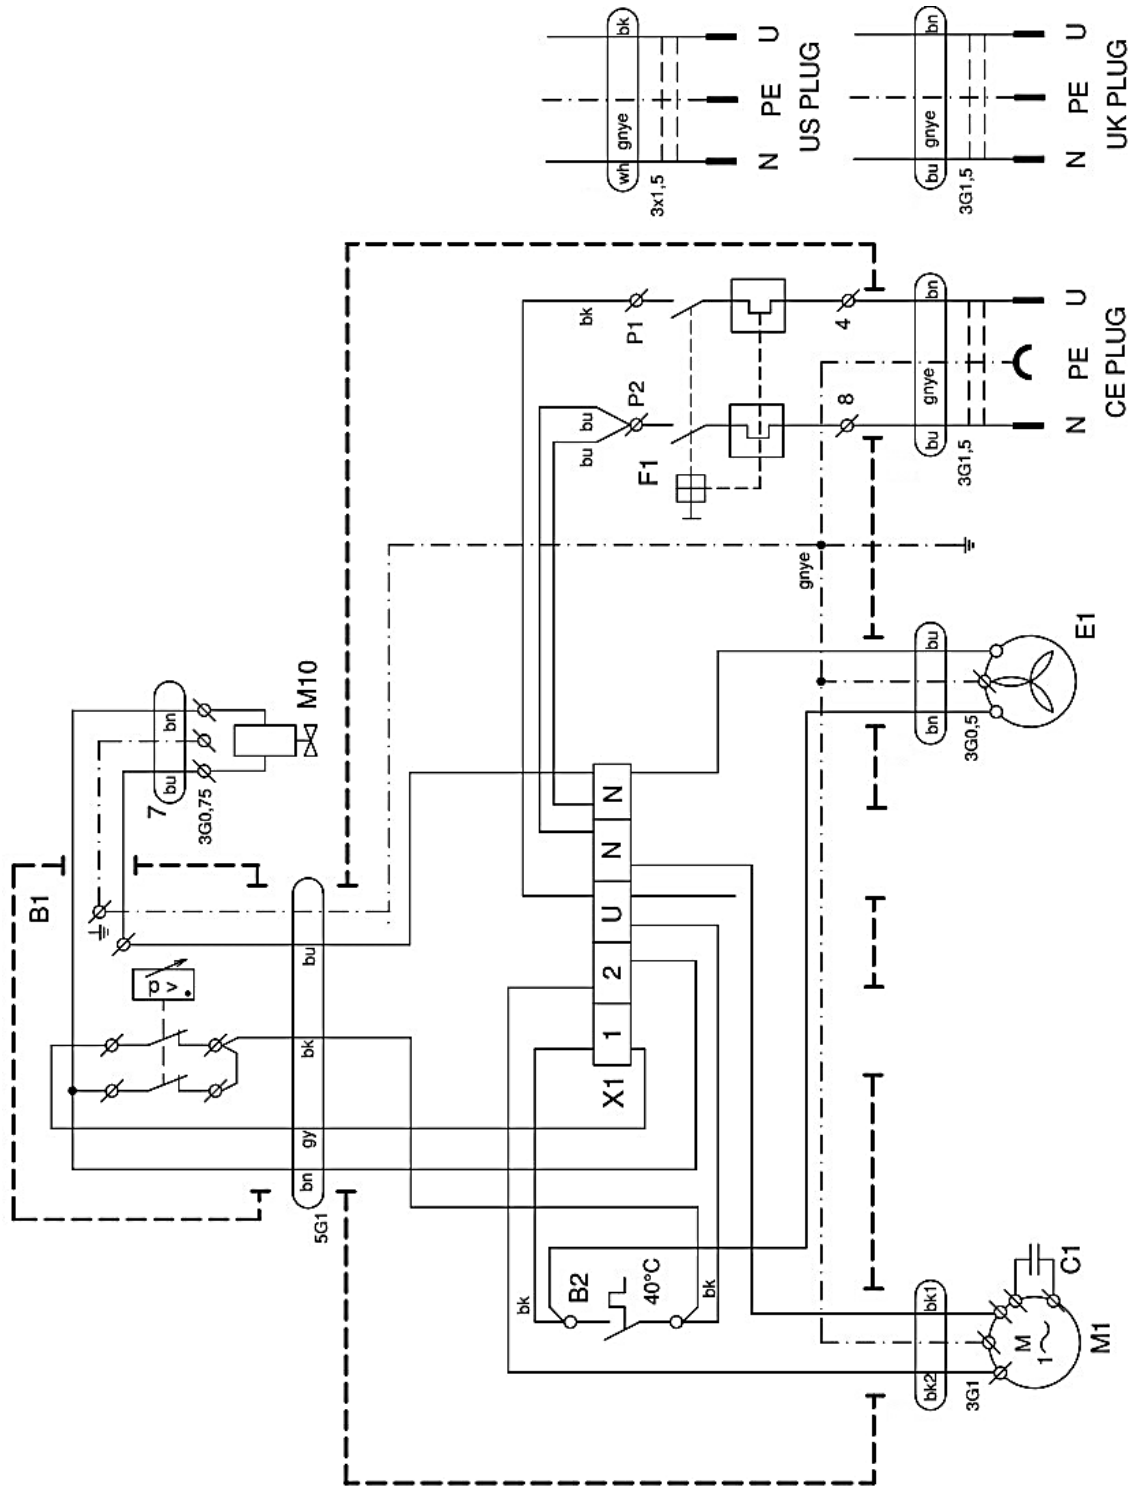 B1
7
bn gy bk bu
5G1
bu bn
3G0,75
M10
bk
B2
X1 1 2 U N N
bu bu bk
40°C
bk
P2 P1
F1
p
v
wh gnye bk
3x1,5
N PE U
US PLUG
gnye
8 4
bk2 bk1
3G1
bn bu
3G0,5
bu gnye bn
3G1,5
bu gnye bn
3G1,5
M
1~
C1
M1
E1
N PE U
CE PLUG
N PE U
UK PLUG